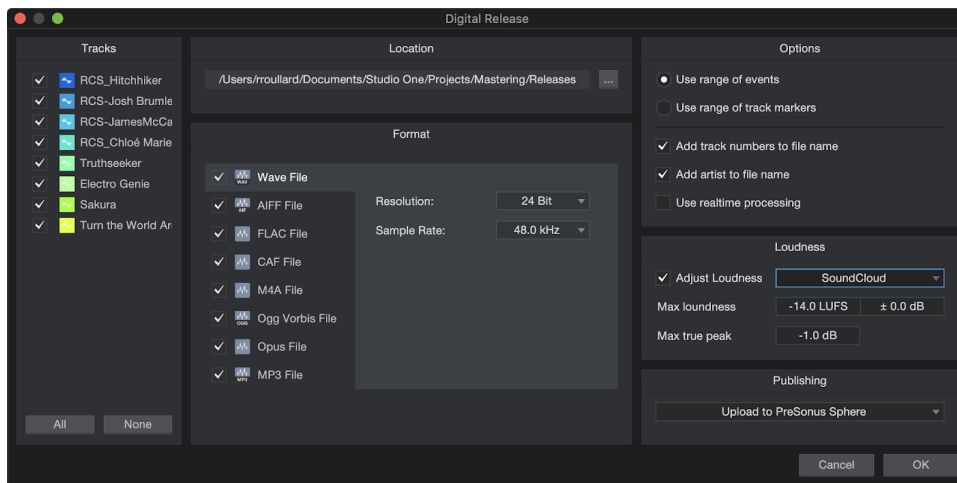 Digital Release
Tracks
RCS_Hitchhiker
RCS-Josh Brumle
RCS-JamesMcCa
RCS_Chloé Marie
Truthseeker
Electro Genie
Sakura
Turn the World Ar
All
None
Location
/Users/rroullard/Documents/Studio One/Projects/Mastering/Releases
...
Format
Wave File
AIFF File
FLAC File
CAF File
M4A File
Ogg Vorbis File
Opus File
MP3 File
WAV
AIF
OGG
MP3
Resolution:
24 Bit
Sample Rate:
48.0 kHz
Options
Use range of events
Use range of track markers
Add track numbers to file name
Add artist to file name
Use realtime processing
Loudness
Adjust Loudness
SoundCloud
Max loundness
-14.0 LUFS
± 0.0 dB
Max true peak
-1.0 dB
Publishing
Upload to PreSonus Sphere
Cancel
OK